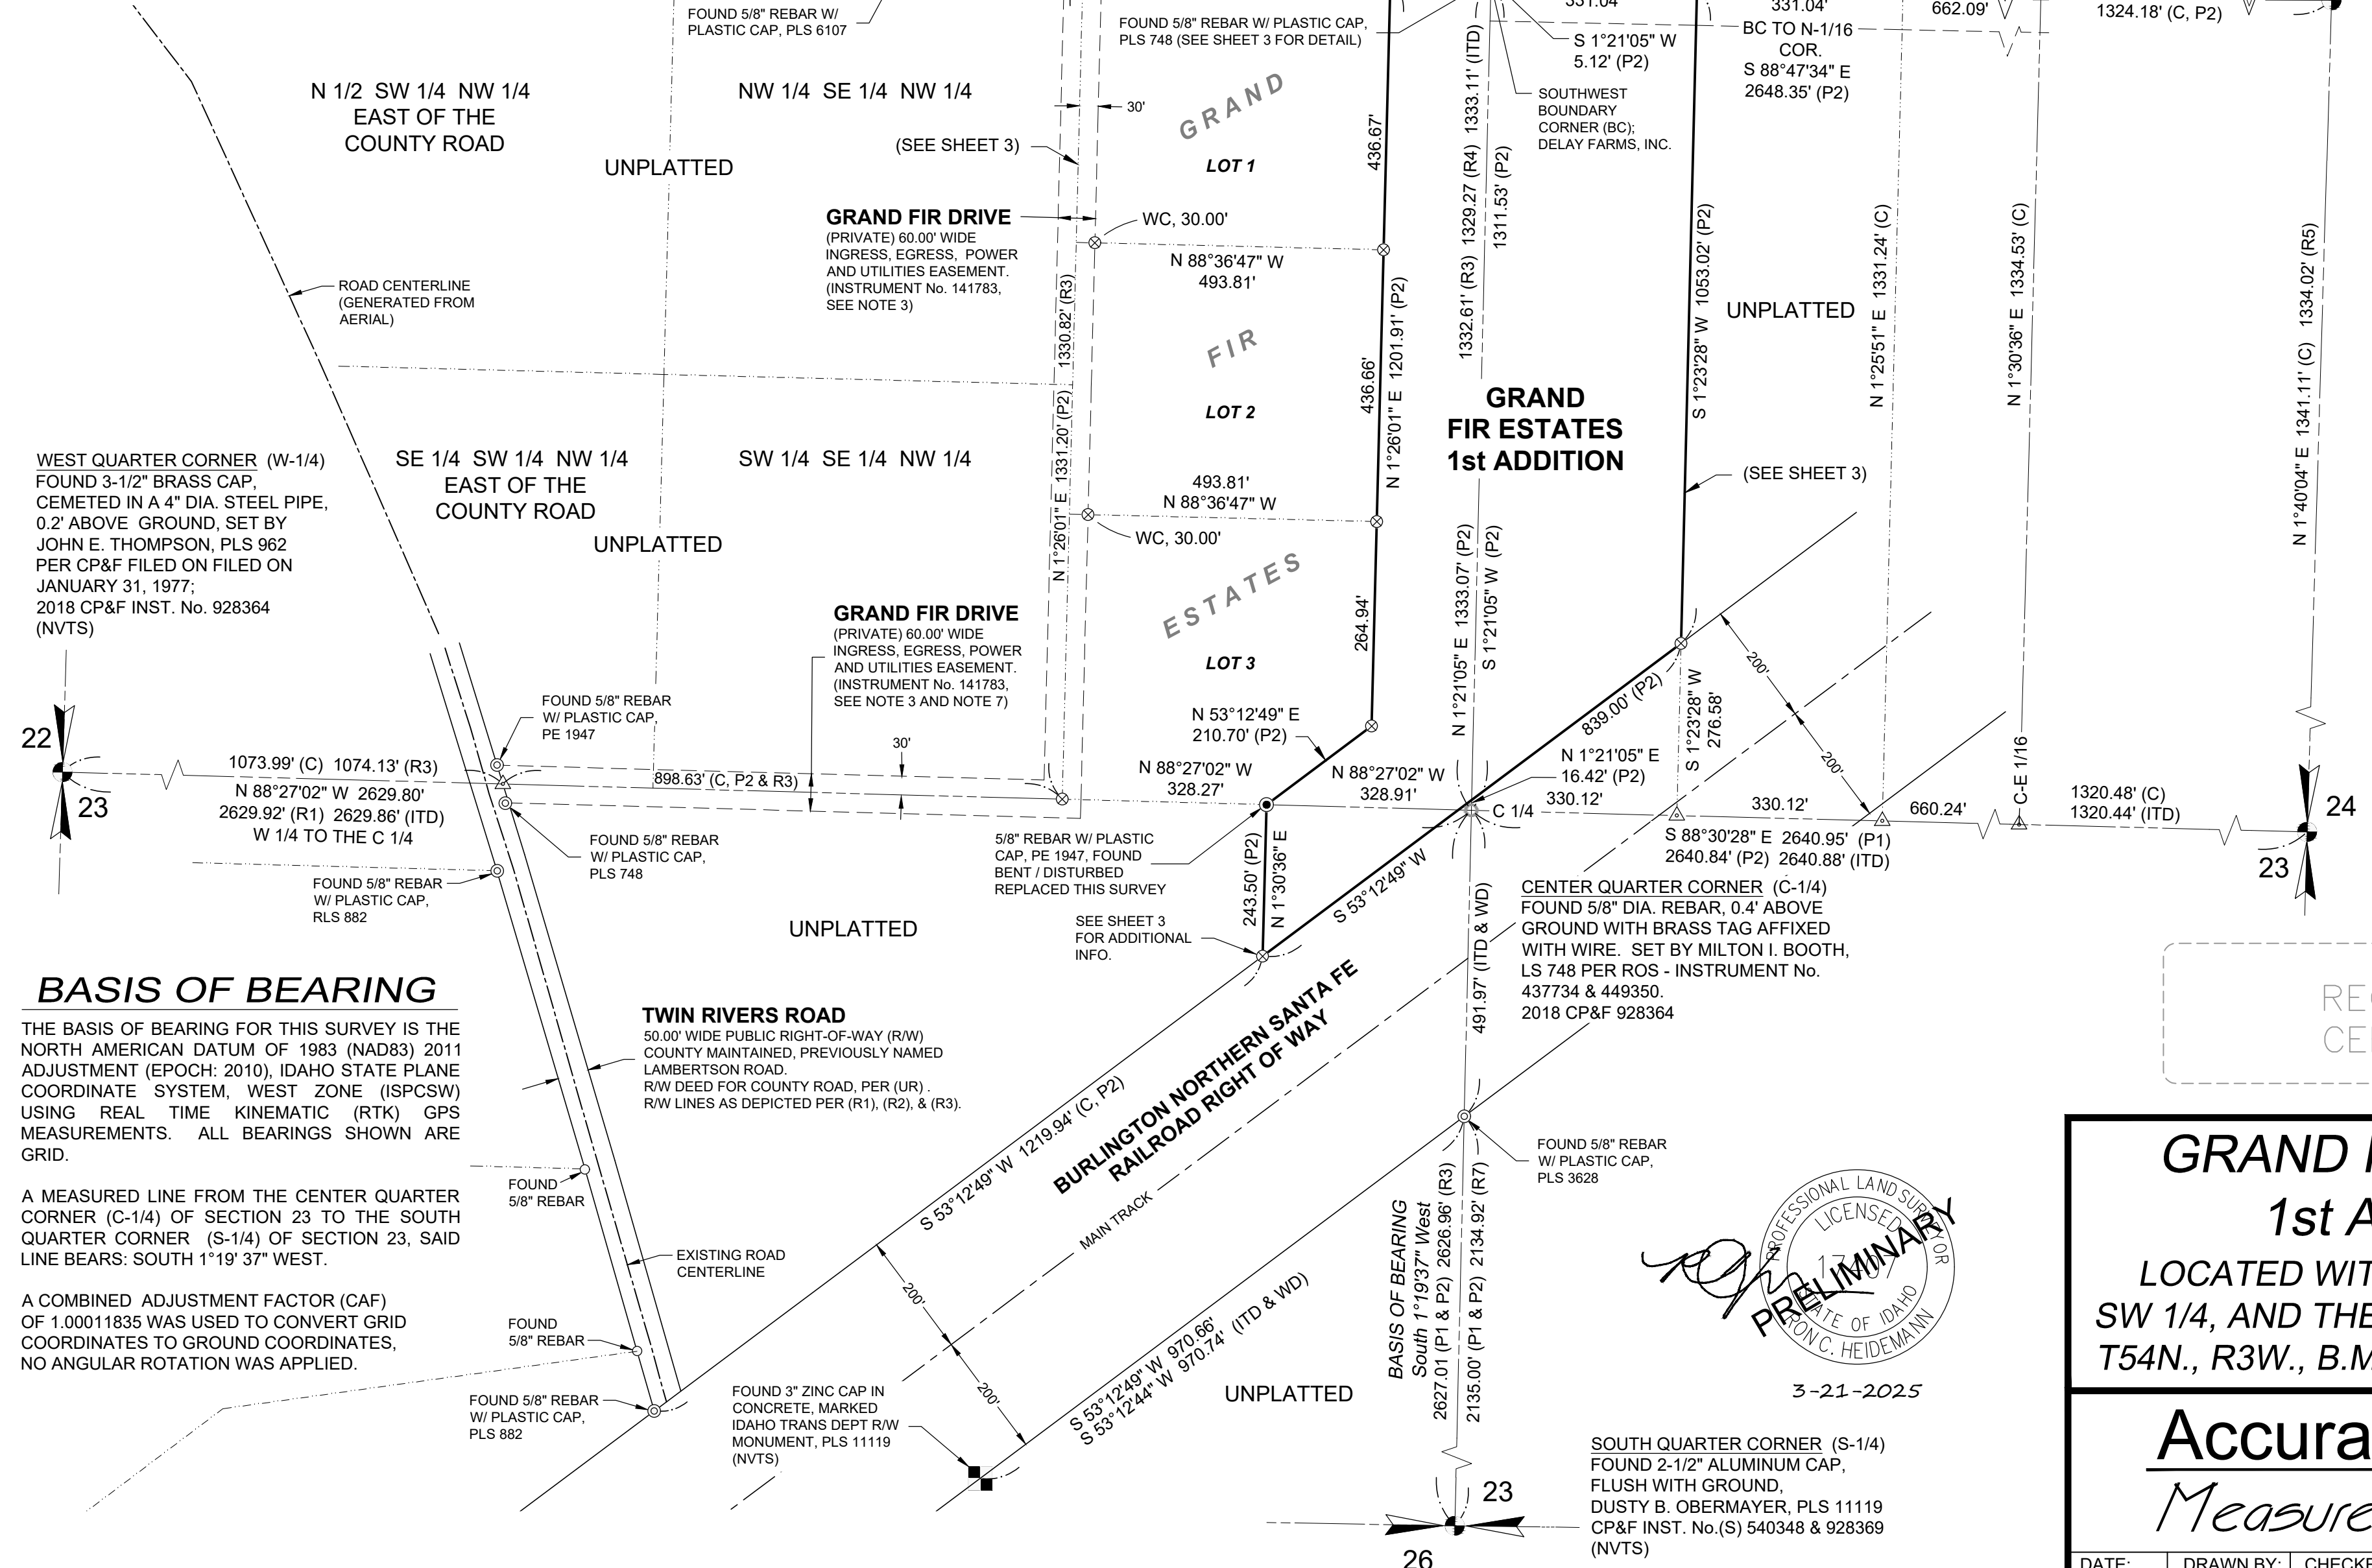 FOUND 5/8" REBAR W/
PLASTIC CAP, PLS 6107
FOUND 5/8" REBAR W/ PLASTIC CAP,
PLS 748 (SEE SHEET 3 FOR DETAIL)
331.04'
662.09'
1324.18' (C, P2)
S 1°21'05" W
5.12' (P2)
BC TO N-1/16
COR.
S 88°47'34" E
2648.35' (P2)
SOUTHWEST
BOUNDARY
CORNER (BC);
DELAY FARMS, INC.
N 1/2 SW 1/4 NW 1/4
EAST OF THE
COUNTY ROAD
UNPLATTED
NW 1/4 SE 1/4 NW 1/4
(SEE SHEET 3)
30'
GRAND
LOT 1
436.67'
1332.61' (R3) 1329.27 (R4) 1333.11' (ITD)
1311.53' (P2)
GRAND FIR DRIVE
(PRIVATE) 60.00' WIDE
INGRESS, EGRESS, POWER
AND UTILITIES EASEMENT.
(INSTRUMENT No. 141783,
SEE NOTE 3)
WC, 30.00'
N 88°36'47" W
493.81'
ROAD CENTERLINE
(GENERATED FROM
AERIAL)
N 1°26'01" E 1331.20' (P2) 1330.82' (R3)
FIR
LOT 2
436.66'
N 1°26'01" E 1201.91' (P2)
GRAND
FIR ESTATES
1st ADDITION
S 1°23'28" W 1053.02' (P2)
UNPLATTED
N 1°25'51" E 1331.24' (C)
N 1°30'36" E 1334.53' (C)
N 1°40'04" E 1341.11' (C) 1334.02' (R5)
(SEE SHEET 3)
WEST QUARTER CORNER (W-1/4)
FOUND 3-1/2" BRASS CAP,
CEMETED IN A 4" DIA. STEEL PIPE,
0.2' ABOVE GROUND, SET BY
JOHN E. THOMPSON, PLS 962
PER CP&F FILED ON FILED ON
JANUARY 31, 1977;
2018 CP&F INST. No. 928364
(NVTS)
SE 1/4 SW 1/4 NW 1/4
EAST OF THE
COUNTY ROAD
UNPLATTED
SW 1/4 SE 1/4 NW 1/4
493.81'
N 88°36'47" W
WC, 30.00'
ESTATES
LOT 3
264.94'
N 1°21'05" E 1333.07' (P2)
S 1°21'05" W (P2)
GRAND FIR DRIVE
(PRIVATE) 60.00' WIDE
INGRESS, EGRESS, POWER
AND UTILITIES EASEMENT.
(INSTRUMENT No. 141783,
SEE NOTE 3 AND NOTE 7)
30'
FOUND 5/8" REBAR
W/ PLASTIC CAP,
PE 1947
22
23
1073.99' (C) 1074.13' (R3)
N 88°27'02" W 2629.80'
2629.92' (R1) 2629.86' (ITD)
W 1/4 TO THE C 1/4
898.63' (C, P2 & R3)
N 53°12'49" E
210.70' (P2)
N 88°27'02" W
328.27'
N 88°27'02" W
328.91'
839.00' (P2)
N 1°21'05" E
16.42' (P2)
S 1°23'28" W
276.58'
200'
200'
C 1/4
330.12'
330.12'
660.24'
C-E 1/16
1320.48' (C)
1320.44' (ITD)
24
23
S 88°30'28" E 2640.95' (P1)
2640.84' (P2) 2640.88' (ITD)
FOUND 5/8" REBAR
W/ PLASTIC CAP,
PLS 748
FOUND 5/8" REBAR
W/ PLASTIC CAP,
RLS 882
5/8" REBAR W/ PLASTIC
CAP, PE 1947, FOUND
BENT / DISTURBED
REPLACED THIS SURVEY
243.50' (P2)
N 1°30'36" E
S 53°12'49" W
SEE SHEET 3
FOR ADDITIONAL
INFO.
UNPLATTED
491.97' (ITD & WD)
CENTER QUARTER CORNER (C-1/4)
FOUND 5/8" DIA. REBAR, 0.4' ABOVE
GROUND WITH BRASS TAG AFFIXED
WITH WIRE. SET BY MILTON I. BOOTH,
LS 748 PER ROS - INSTRUMENT No.
437734 & 449350.
2018 CP&F 928364
BASIS OF BEARING
THE BASIS OF BEARING FOR THIS SURVEY IS THE
NORTH AMERICAN DATUM OF 1983 (NAD83) 2011
ADJUSTMENT (EPOCH: 2010), IDAHO STATE PLANE
COORDINATE SYSTEM, WEST ZONE (ISPCSW)
USING REAL TIME KINEMATIC (RTK) GPS
MEASUREMENTS. ALL BEARINGS SHOWN ARE
GRID.
A MEASURED LINE FROM THE CENTER QUARTER
CORNER (C-1/4) OF SECTION 23 TO THE SOUTH
QUARTER CORNER (S-1/4) OF SECTION 23, SAID
LINE BEARS: SOUTH 1°19' 37" WEST.
A COMBINED ADJUSTMENT FACTOR (CAF)
OF 1.00011835 WAS USED TO CONVERT GRID
COORDINATES TO GROUND COORDINATES,
NO ANGULAR ROTATION WAS APPLIED.
TWIN RIVERS ROAD
50.00' WIDE PUBLIC RIGHT-OF-WAY (R/W)
COUNTY MAINTAINED, PREVIOUSLY NAMED
LAMBERTSON ROAD.
R/W DEED FOR COUNTY ROAD, PER (UR) .
R/W LINES AS DEPICTED PER (R1), (R2), & (R3).
FOUND
5/8" REBAR
EXISTING ROAD
CENTERLINE
FOUND
5/8" REBAR
FOUND 5/8" REBAR
W/ PLASTIC CAP,
PLS 882
S 53°12'49" W 1219.94' (C, P2)
BURLINGTON NORTHERN SANTA FE
RAILROAD RIGHT OF WAY
MAIN TRACK
200'
200'
FOUND 3" ZINC CAP IN
CONCRETE, MARKED
IDAHO TRANS DEPT R/W
MONUMENT, PLS 11119
(NVTS)
S 53°12'49" W 970.66'
S 53°12'44" W 970.74' (ITD & WD)
UNPLATTED
BASIS OF BEARING
South 1°19'37" West
2627.01 (P1 & P2) 2626.96' (R3)
2135.00' (P1 & P2) 2134.92' (R7)
FOUND 5/8" REBAR
W/ PLASTIC CAP,
PLS 3628
PROFESSIONAL LAND SURVEYOR
LICENSED
PRELIMINARY
STATE OF IDAHO
RON C. HEIDEMANN
3-21-2025
SOUTH QUARTER CORNER (S-1/4)
FOUND 2-1/2" ALUMINUM CAP,
FLUSH WITH GROUND,
DUSTY B. OBERMAYER, PLS 11119
CP&F INST. No.(S) 540348 & 928369
(NVTS)
23
26
GRAND
1st A
LOCATED WIT
SW 1/4, AND THE
T54N., R3W., B.M
Accura
Measure
DATE:
DRAWN BY:
CHECKE